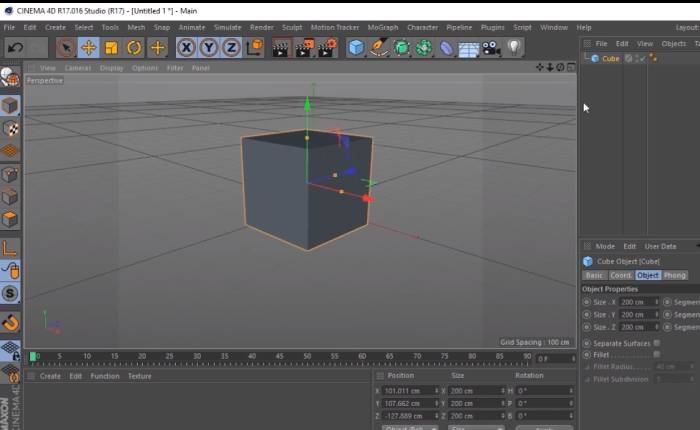 CINEMA 4D R17.016 Studio (R17) - [Untitled 1 *] - Main
File Edit Create Select Tools Mesh Snap Animate Simulate Render Sculpt Motion Tracker MoGraph Character Pipeline Plugins Script Window Help Layout:
File Edit View Objects Ta
View Camera Display Options Filter Panel
Perspective
Cube
X Y Z
Y
Grid Spacing : 100 cm
Mode Edit User Data
Cube Object [Cube]
Basic Coord. Object Phong
Object Properties
Size . X 200 cm Segmen
Size . Y 200 cm Segmen
Size . Z 200 cm Segmen
Separate Surfaces
Fillet . . . . . . . . .
Fillet Radius . . . . . 40 cm
Fillet Subdivision 5
0 5 10 15 20 25 30 35 40 45 50 55 60 65 70 75 80 85 90 0 F
Create Edit Function Texture
Position Size Rotation
X 101.011 cm X 200 cm H 0 °
Y 107.662 cm Y 200 cm P 0 °
Z -127.889 cm Z 200 cm B 0 °
Object (Rel) Size Apply
MAXON
CINEMA 4D